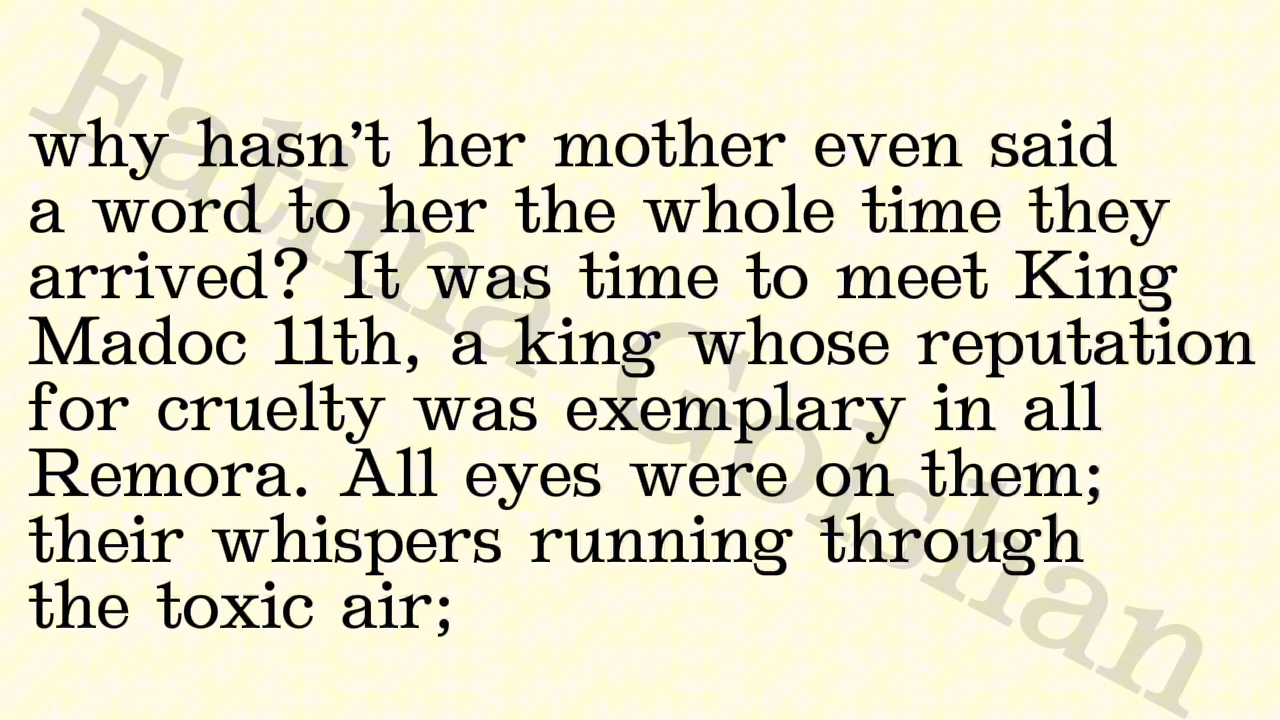 why hasn’t her mother even said
a word to her the whole time they
arrived? It was time to meet King
Madoc 11th, a king whose reputation
for cruelty was exemplary in all
Remora. All eyes were on them;
their whispers running through
the toxic air;
Fatima Golshan